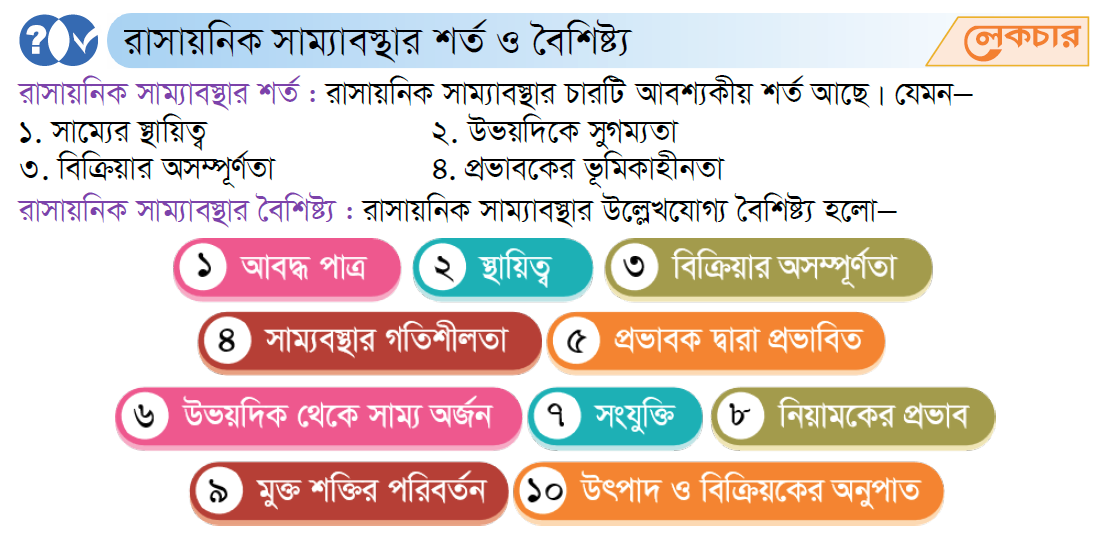 রাসায়নিক সাম্যাবস্থার শর্ত ও বৈশিষ্ট্য
লেকচার
রাসায়নিক সাম্যাবস্থার শর্ত : রাসায়নিক সাম্যাবস্থার চারটি আবশ্যকীয় শর্ত আছে। যেমন–
১. সাম্যের স্থায়িত্ব ২. উভয়দিকে সুগম্যতা
৩. বিক্রিয়ার অসম্পূর্ণতা ৪. প্রভাবকের ভূমিকাহীনতা
রাসায়নিক সাম্যাবস্থার বৈশিষ্ট্য : রাসায়নিক সাম্যাবস্থার উল্লেখযোগ্য বৈশিষ্ট্য হলো–
১ আবদ্ধ পাত্র ২ স্থায়িত্ব ৩ বিক্রিয়ার অসম্পূর্ণতা
৪ সাম্যবস্থার গতিশীলতা ৫ প্রভাবক দ্বারা প্রভাবিত
৬ উভয়দিক থেকে সাম্য অর্জন ৭ সংযুক্তি ৮ নিয়ামকের প্রভাব
৯ মুক্ত শক্তির পরিবর্তন ১০ উৎপাদ ও বিক্রিয়কের অনুপাত